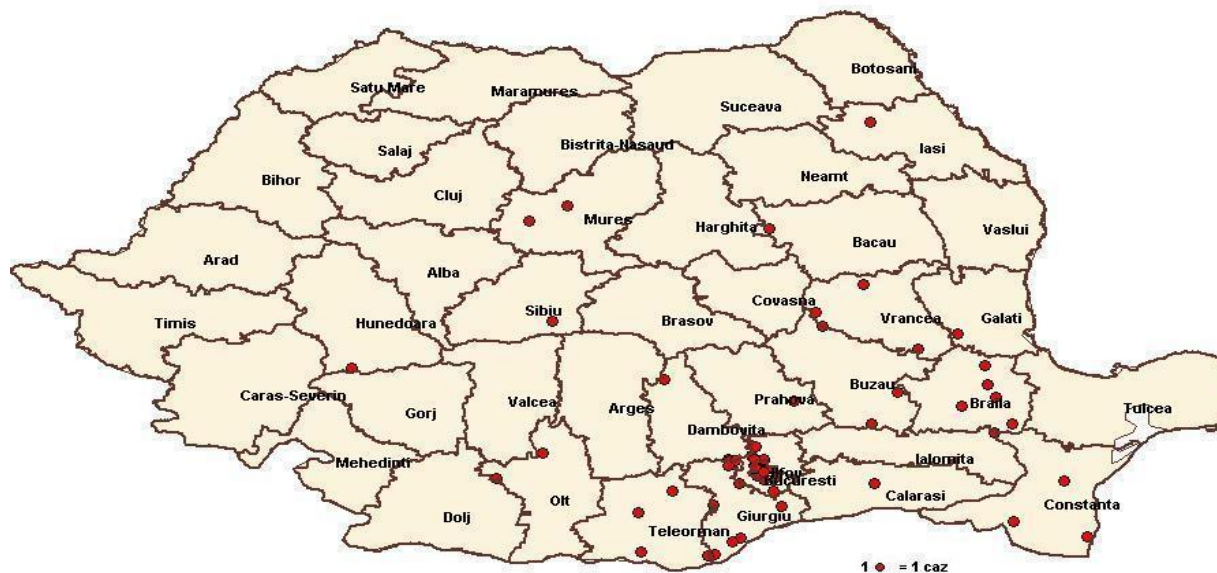 Botosani
Satu Mare
Maramures
Suceava
Iasi
Salaj
Bistrita-Nasaud
Bihor
Cluj
Neamt
Mures
Harghita
Bacau
Vaslui
Arad
Alba
Timis
Hunedoara
Sibiu
Brasov
Covasna
Vrancea
Galati
Caras-Severin
Gorj
Valcea
Arges
Prahova
Buzau
Braila
Tulcea
Dambovita
Mehedinti
Ialomita
Ilfov
Bucuresti
Calarasi
Constanta
Dolj
Olt
Teleorman
Giurgiu
1 = 1 caz